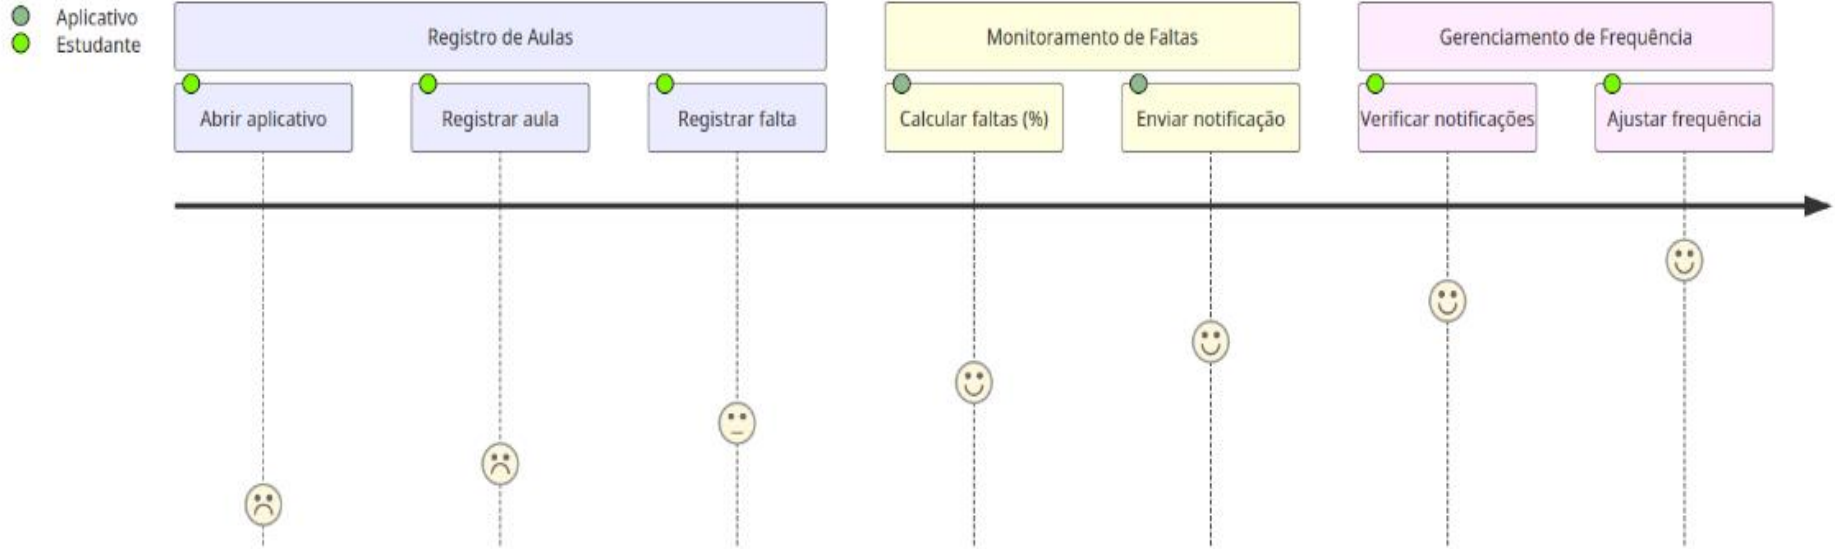 Aplicativo
Estudante
Registro de Aulas
Monitoramento de Faltas
Gerenciamento de Frequência
Abrir aplicativo
Registrar aula
Registrar falta
Calcular faltas (%)
Enviar notificação
Verificar notificações
Ajustar frequência